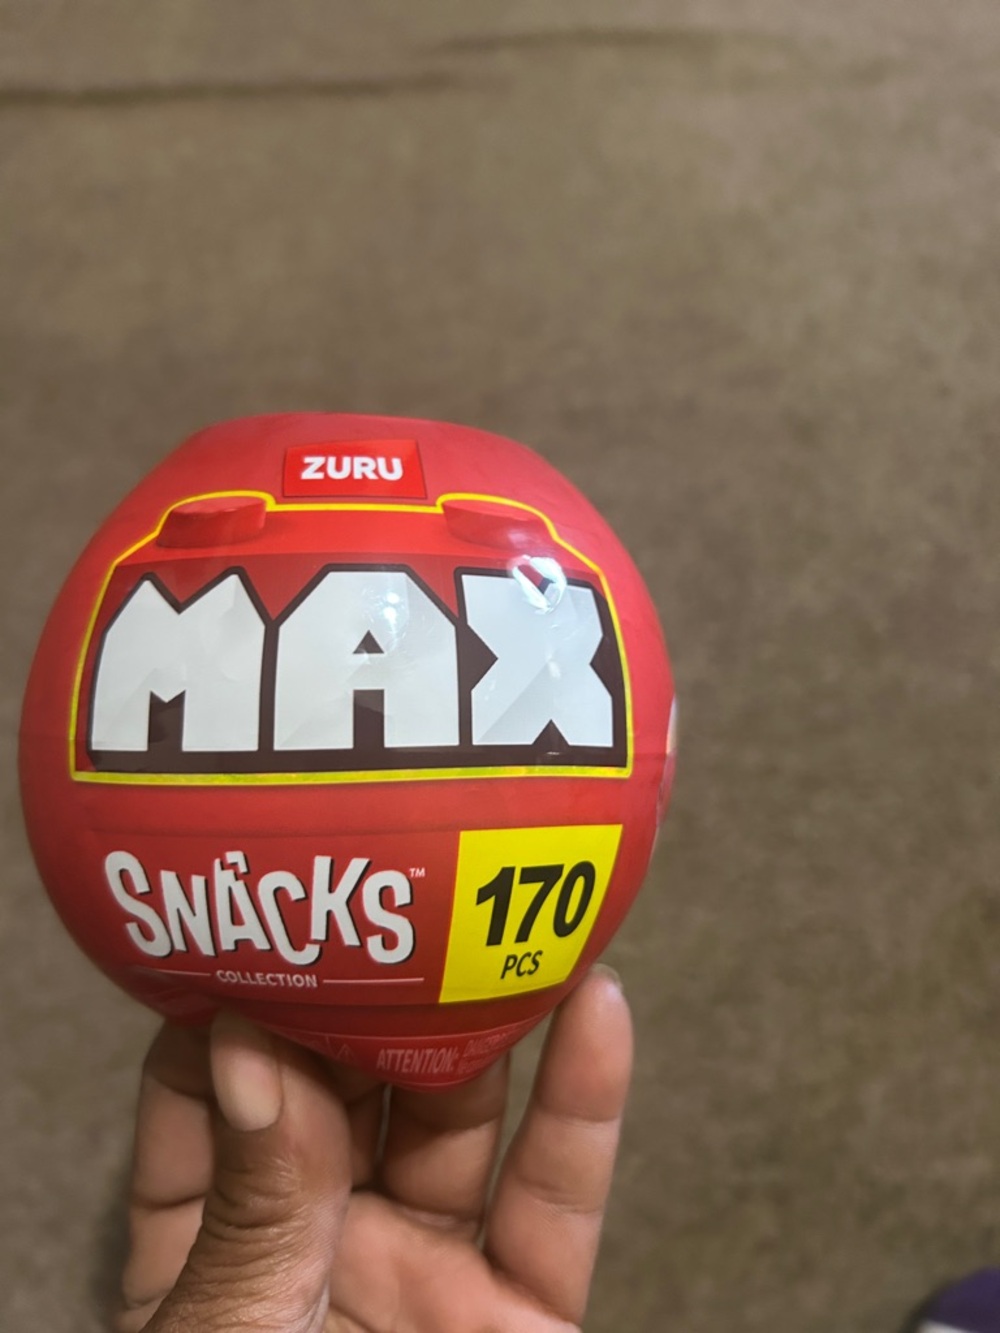 ZURU
MAX
SNACKS™
COLLECTION
170
PCS
ATTENTION: